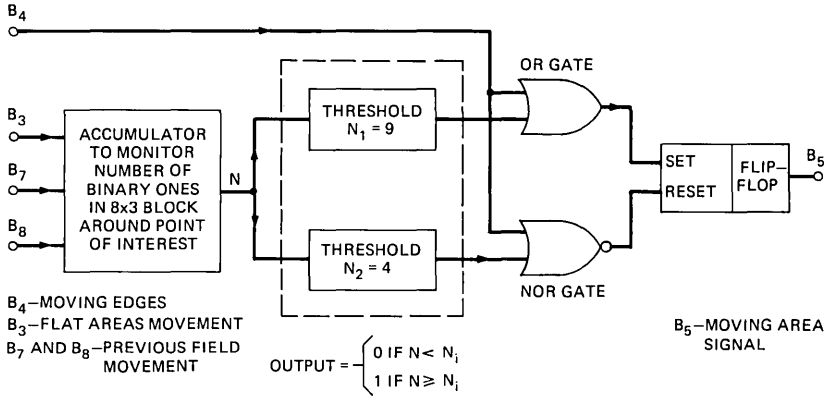 B4
OR GATE
B3
ACCUMULATOR
TO MONITOR
NUMBER OF
BINARY ONES
IN 8x3 BLOCK
AROUND POINT
OF INTEREST
B7
B8
N
THRESHOLD
N1 = 9
THRESHOLD
N2 = 4
NOR GATE
SET
RESET
FLIP-
FLOP
B5
B4–MOVING EDGES
B3–FLAT AREAS MOVEMENT
B7 AND B8–PREVIOUS FIELD
MOVEMENT
OUTPUT =
0 IF N < Ni
1 IF N ≥ Ni
B5–MOVING AREA
SIGNAL